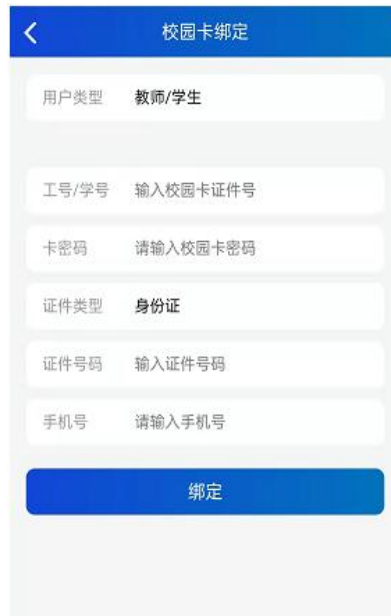 校园卡绑定
用户类型 教师/学生
工号/学号 输入校园卡证件号
卡密码 请输入校园卡密码
证件类型 身份证
证件号码 输入证件号码
手机号 请输入手机号
绑定